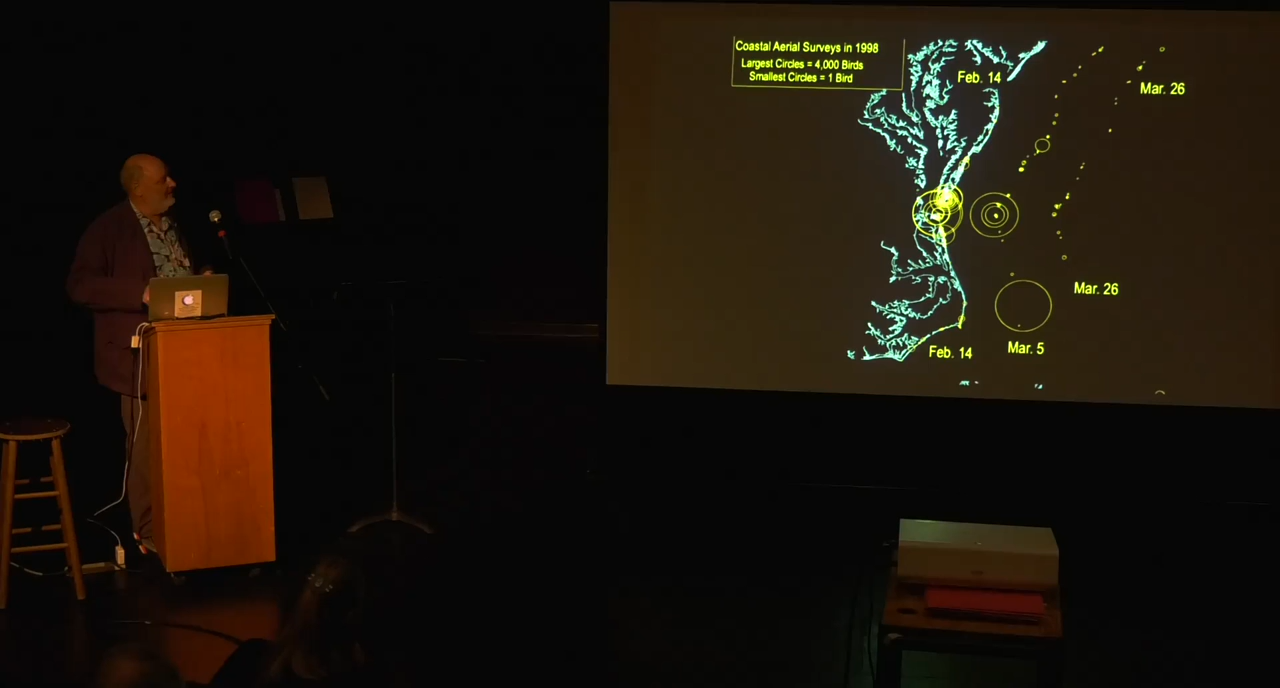 Coastal Aerial Surveys in 1998
Largest Circles = 4,000 Birds
Smallest Circles = 1 Bird
Feb. 14
Mar. 26
Mar. 26
Feb. 14
Mar. 5